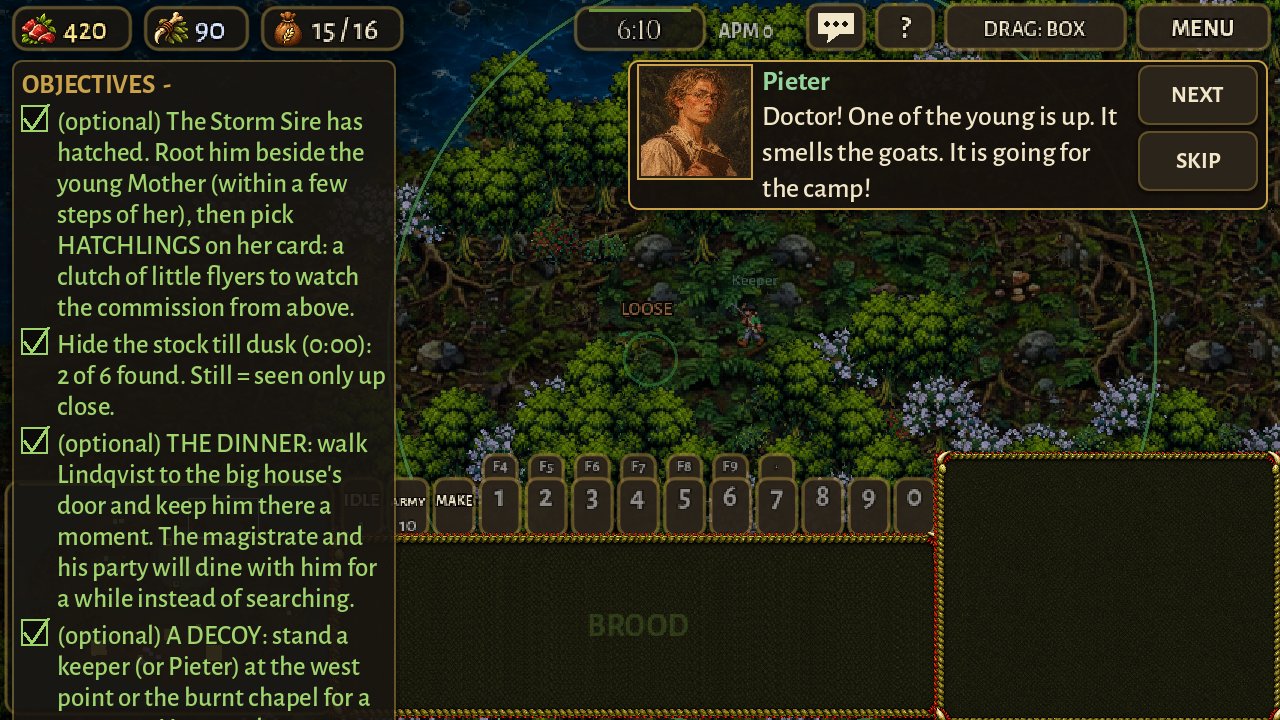 420
90
15/16
6:10
APM 0
?
DRAG: BOX
MENU
OBJECTIVES -
(optional) The Storm Sire has
hatched. Root him beside the
young Mother (within a few
steps of her), then pick
HATCHLINGS on her card: a
clutch of little flyers to watch
the commission from above.
Hide the stock till dusk (0:00):
2 of 6 found. Still = seen only up
close.
(optional) THE DINNER: walk
Lindqvist to the big house's
door and keep him there a
moment. The magistrate and
his party will dine with him for
a while instead of searching.
(optional) A DECOY: stand a
keeper (or Pieter) at the west
point or the burnt chapel for a
Pieter
Doctor! One of the young is up. It
smells the goats. It is going for
the camp!
NEXT
SKIP
Keeper
LOOSE
F4 F5 F6 F7 F8 F9
IDLE ARMY 10 MAKE 1 2 3 4 5 6 7 8 9 0
BROOD